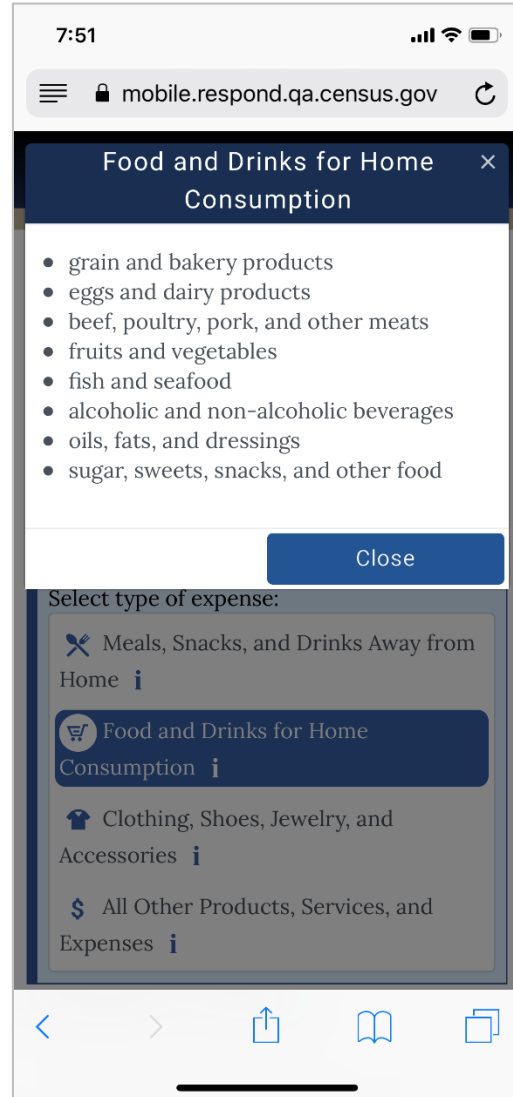 7:51
mobile.respond.qa.census.gov
Food and Drinks for Home
Consumption
×
grain and bakery products
eggs and dairy products
beef, poultry, pork, and other meats
fruits and vegetables
fish and seafood
alcoholic and non-alcoholic beverages
oils, fats, and dressings
sugar, sweets, snacks, and other food
Close
Select type of expense:
Meals, Snacks, and Drinks Away from
Home i
Food and Drinks for Home
Consumption i
Clothing, Shoes, Jewelry, and
Accessories i
$ All Other Products, Services, and
Expenses i